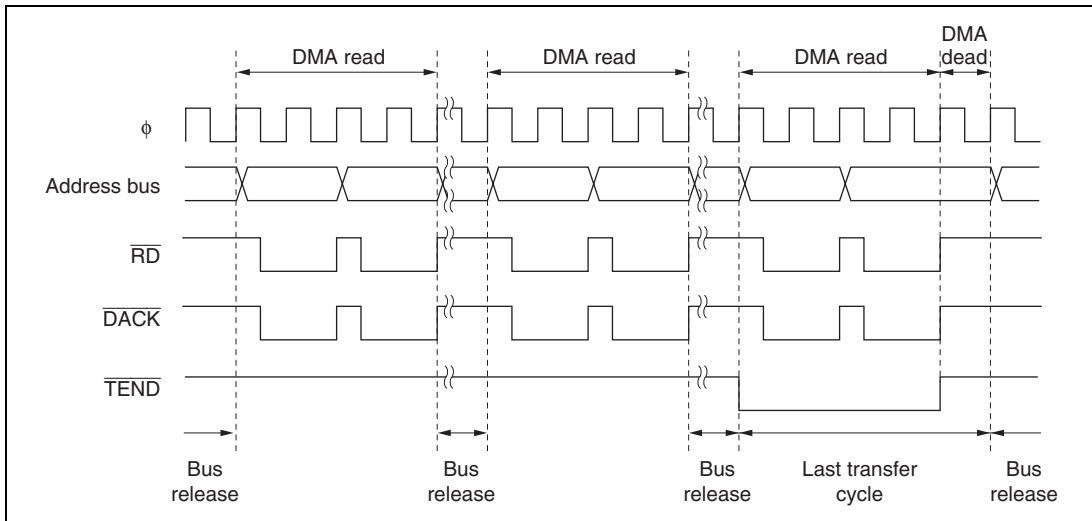 DMA read
DMA read
DMA read
DMA
dead
φ
Address bus
RD
DACK
TEND
Bus
release
Bus
release
Bus
release
Last transfer
cycle
Bus
release